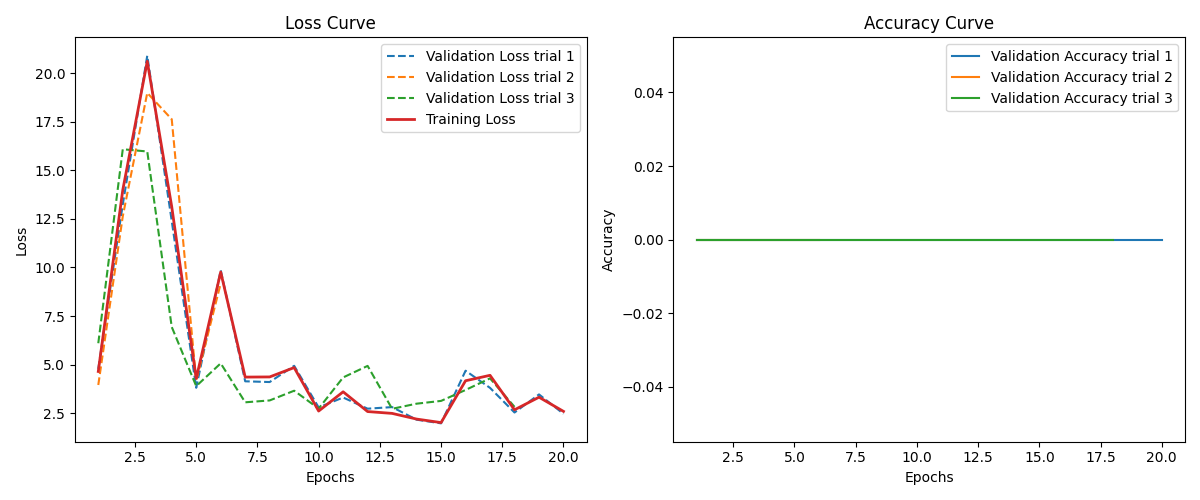 Loss Curve
Validation Loss trial 1
Validation Loss trial 2
Validation Loss trial 3
Training Loss
20.0
17.5
15.0
12.5
10.0
7.5
5.0
2.5
Loss
2.5 5.0 7.5 10.0 12.5 15.0 17.5 20.0
Epochs
Accuracy Curve
Validation Accuracy trial 1
Validation Accuracy trial 2
Validation Accuracy trial 3
0.04
0.02
0.00
−0.02
−0.04
Accuracy
2.5 5.0 7.5 10.0 12.5 15.0 17.5 20.0
Epochs